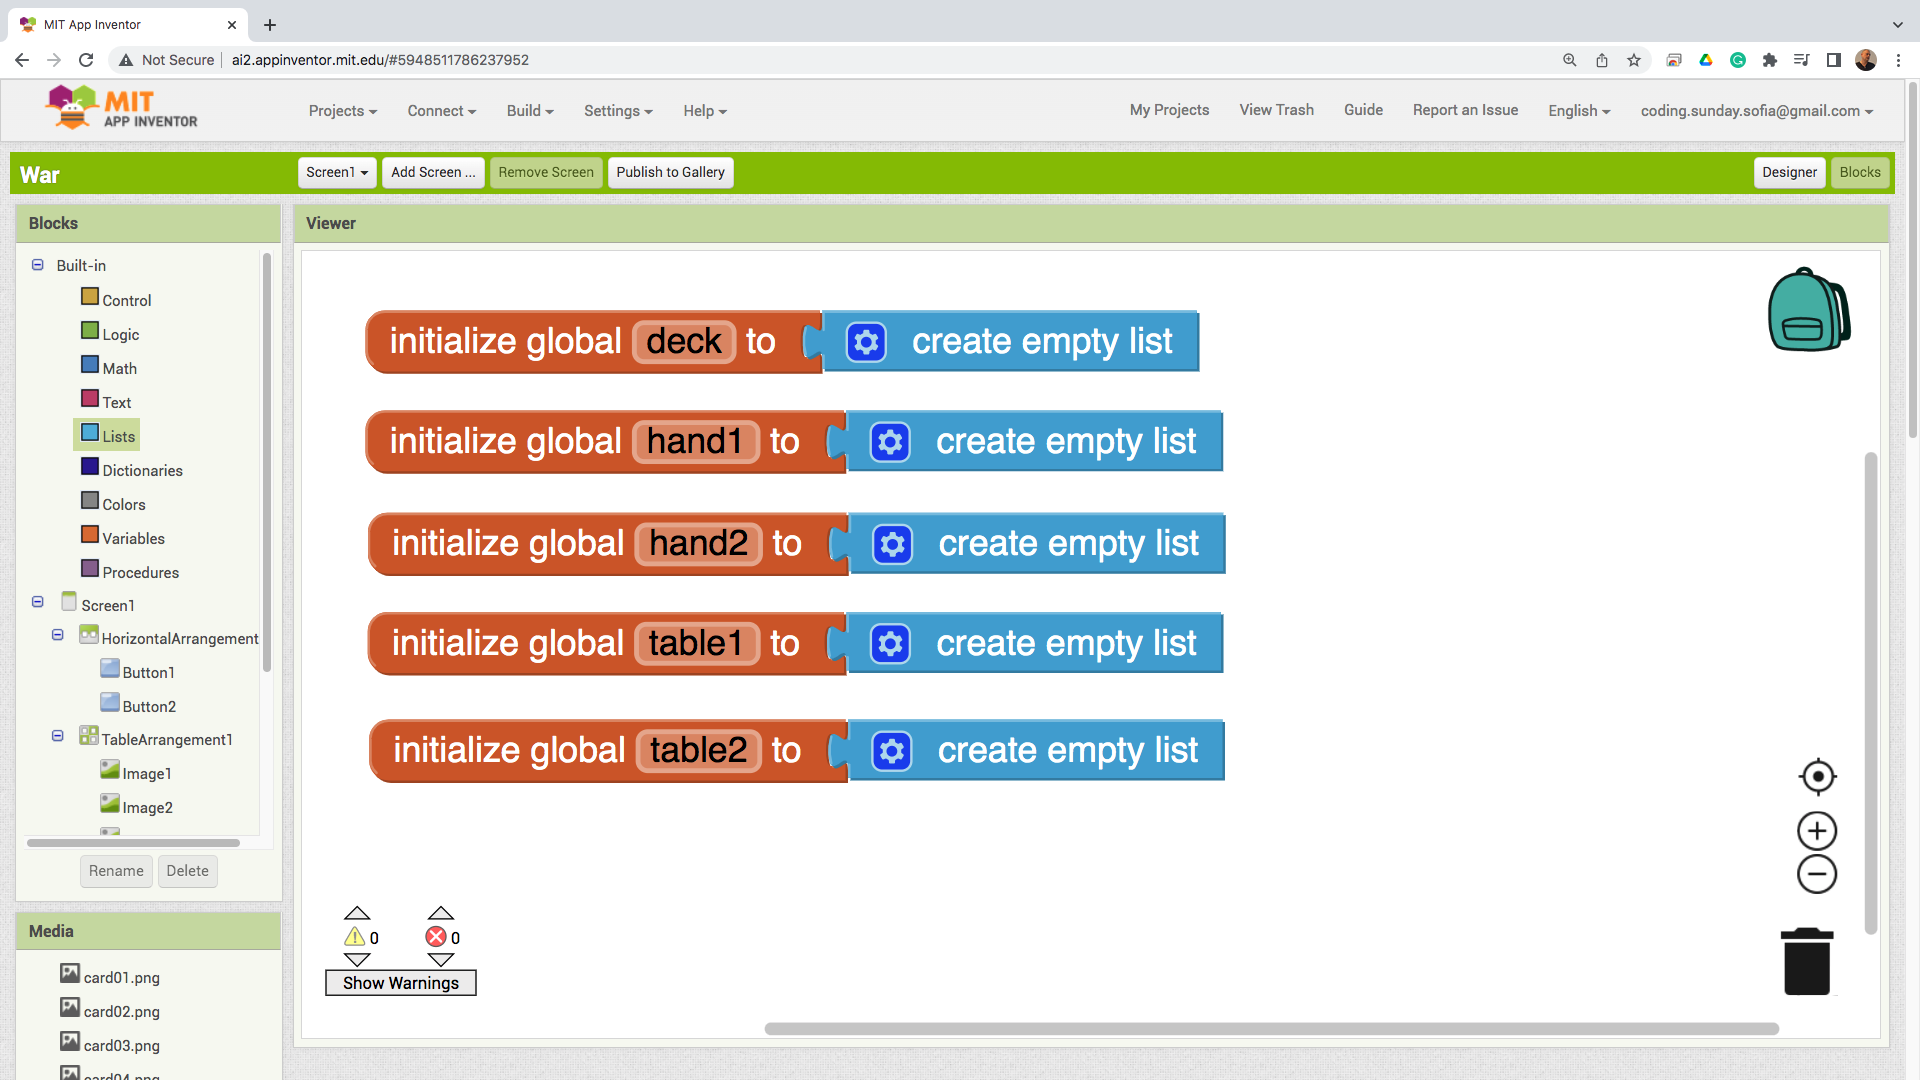 MIT App Inventor
Not Secure ai2.appinventor.mit.edu/#5948511786237952
MIT
APP INVENTOR
Projects Connect Build Settings Help My Projects View Trash Guide Report an Issue English coding.sunday.sofia@gmail.com
War Screen1 Add Screen ... Remove Screen Publish to Gallery Designer Blocks
Blocks
Built-in
Control
Logic
Math
Text
Lists
Dictionaries
Colors
Variables
Procedures
Screen1
HorizontalArrangement
Button1
Button2
TableArrangement1
Image1
Image2
Rename Delete
Media
card01.png
card02.png
card03.png
card04.png
Viewer
initialize global deck to create empty list
initialize global hand1 to create empty list
initialize global hand2 to create empty list
initialize global table1 to create empty list
initialize global table2 to create empty list
0 0
Show Warnings